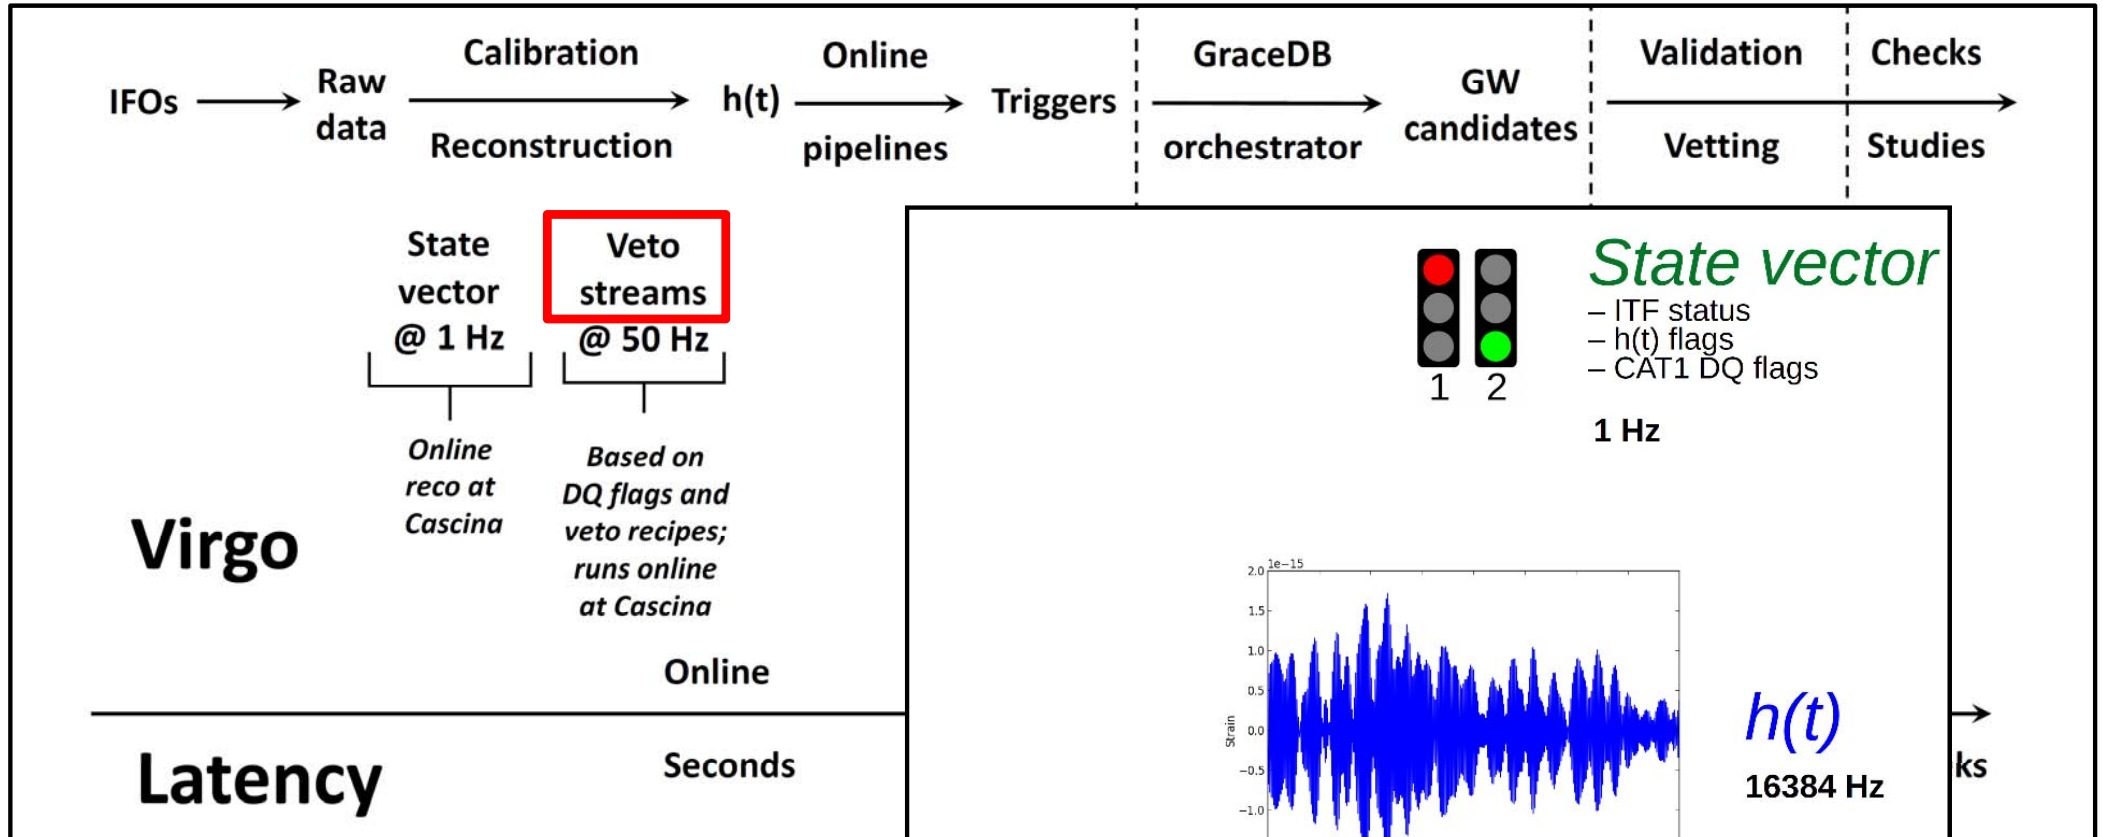 IFOs
Raw
data
Calibration
Reconstruction
h(t)
Online
pipelines
Triggers
GraceDB
orchestrator
GW
candidates
Validation
Vetting
Checks
Studies
State
vector
@ 1 Hz
Veto
streams
@ 50 Hz
Online
reco at
Cascina
Based on
DQ flags and
veto recipes;
runs online
at Cascina
Virgo
Online
Latency
Seconds
ks
1 2
State vector
– ITF status
– h(t) flags
– CAT1 DQ flags
1 Hz
1e−15
2.0
1.5
1.0
0.5
0.0
−0.5
−1.0
Strain
h(t)
16384 Hz